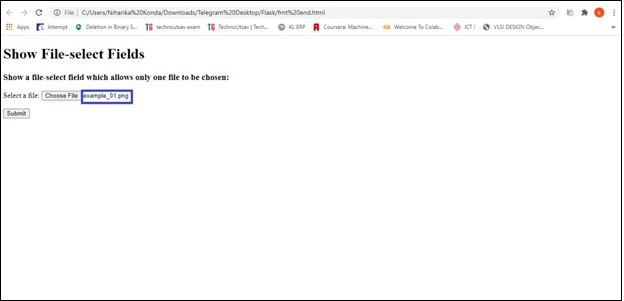 File C:/Users/Niharika%20Konda/Downloads/Telegram%20Desktop/Flask/frnt%20end.html
Apps Attempt Deletion in Binary S... technoutsav exam TechnoUtsav | Exam KL ERP Coursera: Machine... Welcome To Colab... ICT | VLSI DESIGN Objec... »
Show File-select Fields
Show a file-select field which allows only one file to be chosen:
Select a file: Choose File example_01.png
Submit